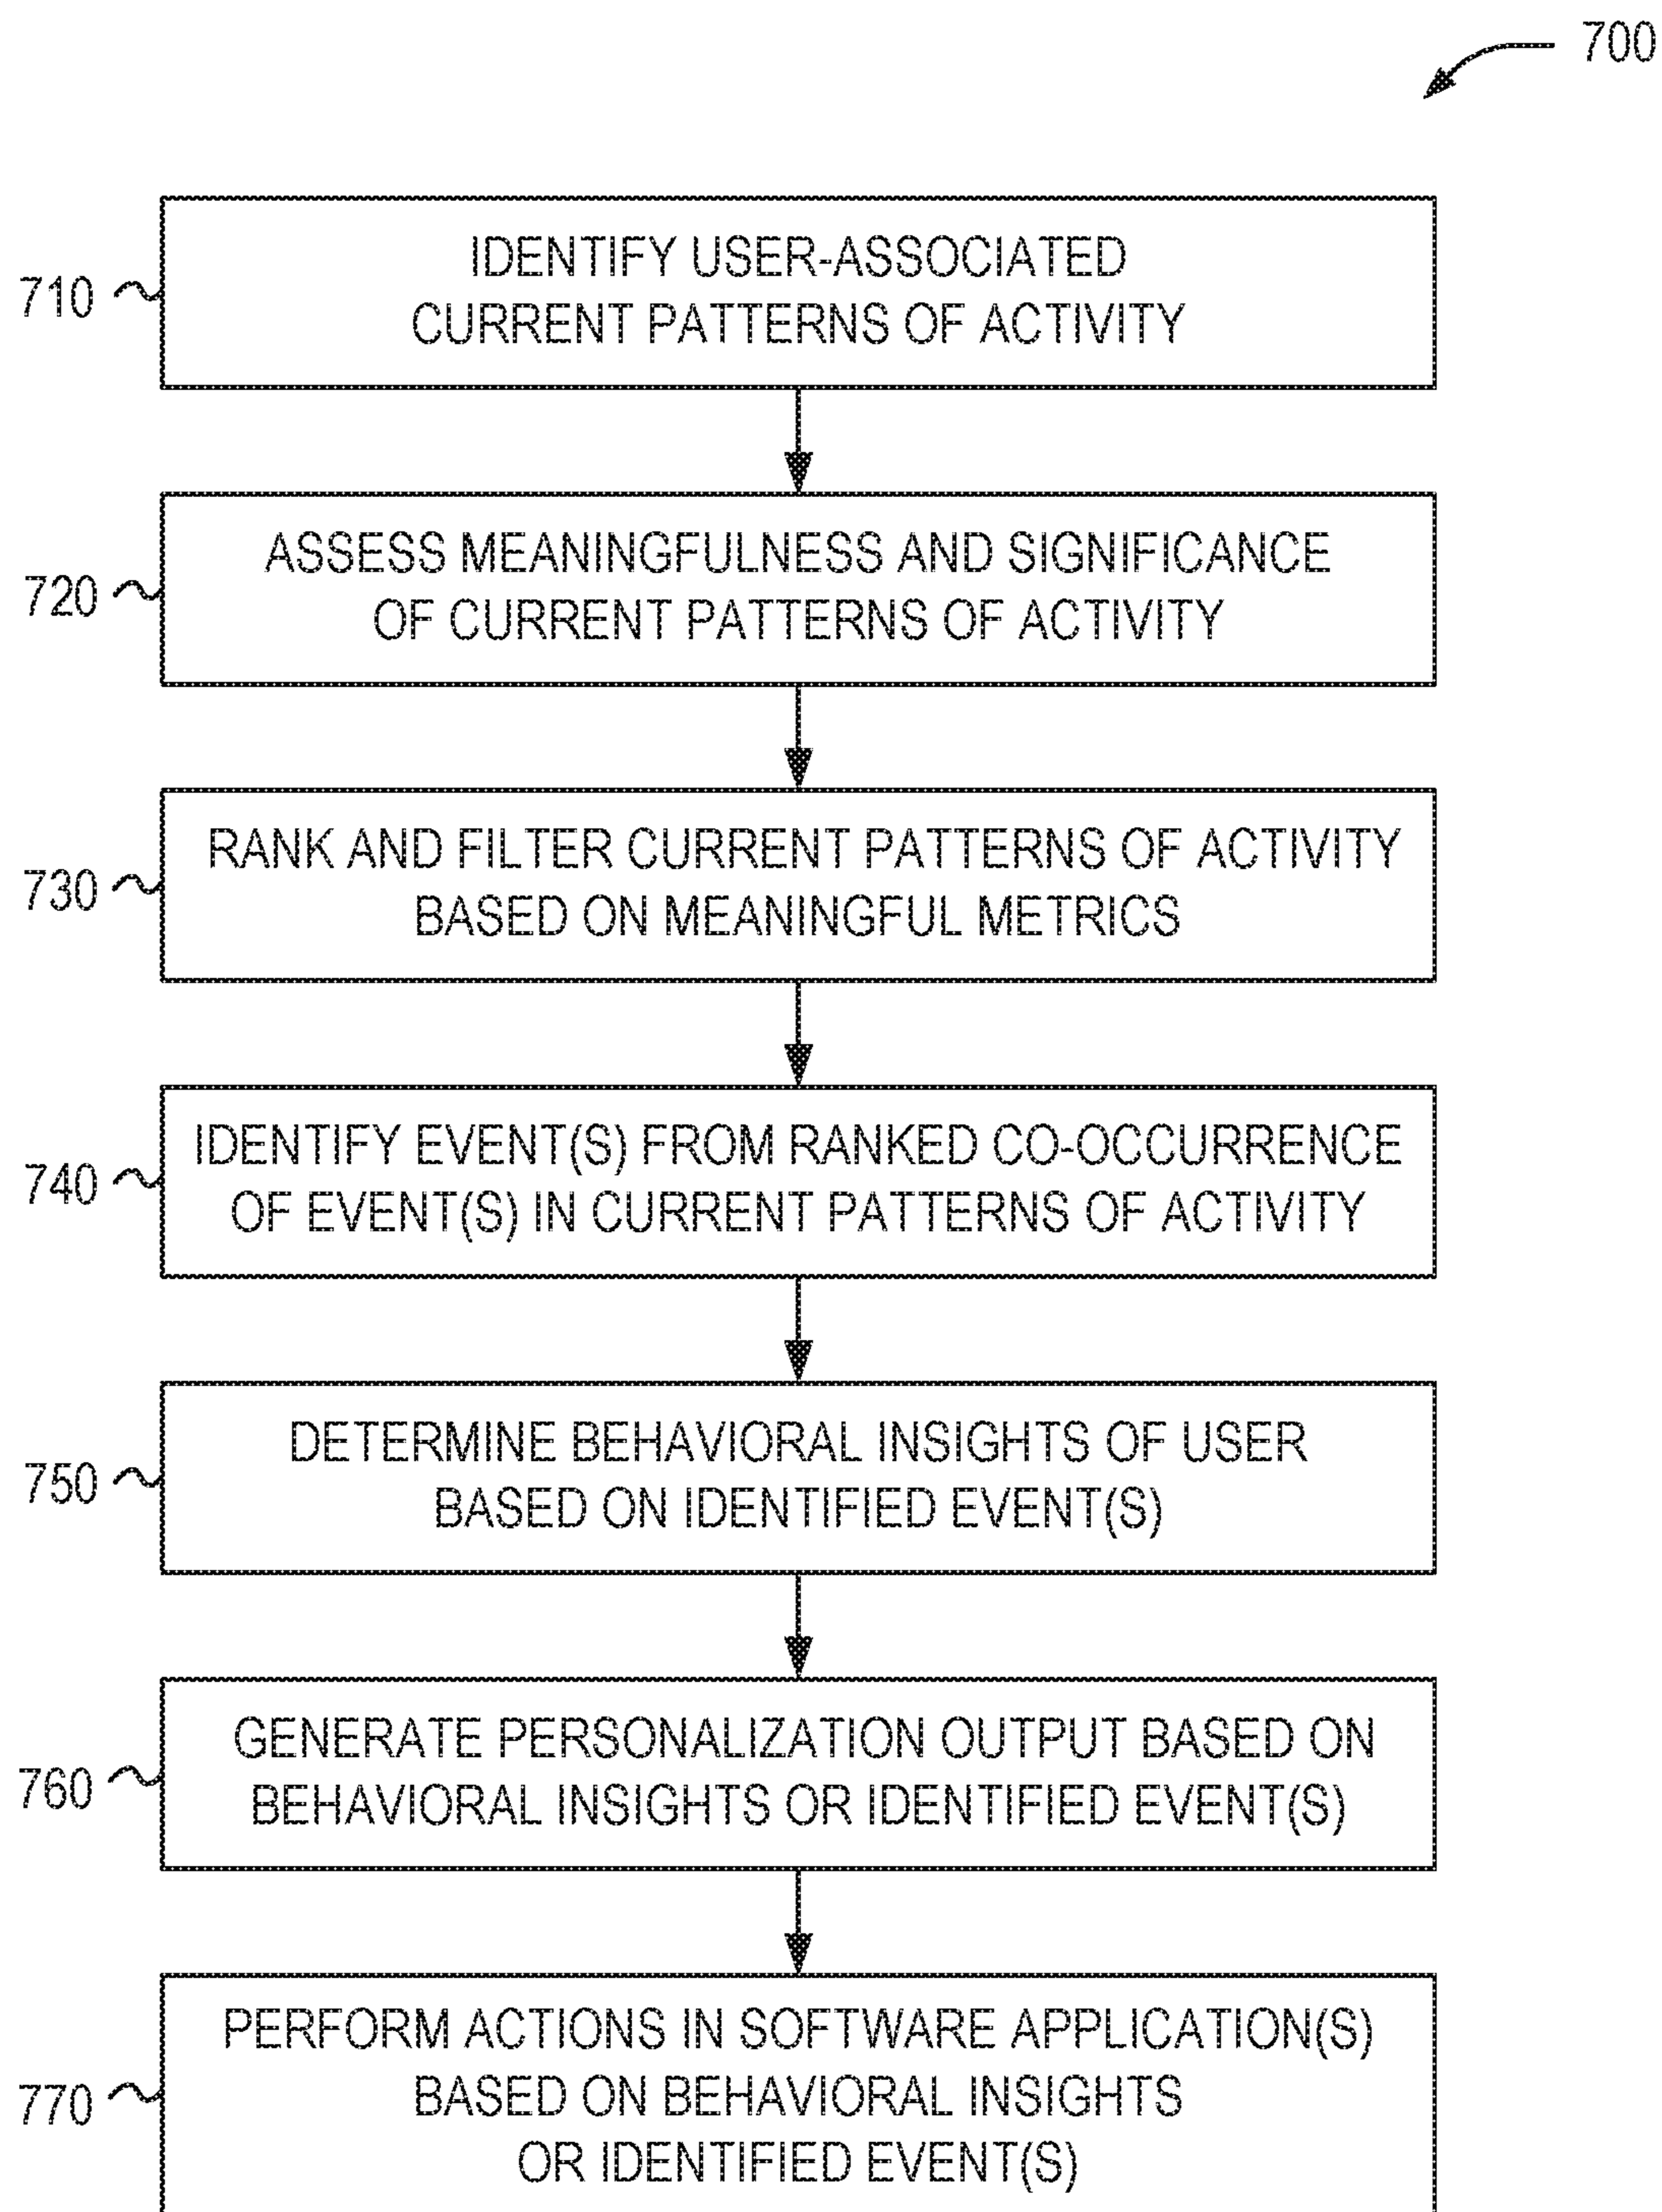 700
710
IDENTIFY USER-ASSOCIATED
CURRENT PATTERNS OF ACTIVITY
720
ASSESS MEANINGFULNESS AND SIGNIFICANCE
OF CURRENT PATTERNS OF ACTIVITY
730
RANK AND FILTER CURRENT PATTERNS OF ACTIVITY
BASED ON MEANINGFUL METRICS
740
IDENTIFY EVENT(S) FROM RANKED CO-OCCURRENCE
OF EVENT(S) IN CURRENT PATTERNS OF ACTIVITY
750
DETERMINE BEHAVIORAL INSIGHTS OF USER
BASED ON IDENTIFIED EVENT(S)
760
GENERATE PERSONALIZATION OUTPUT BASED ON
BEHAVIORAL INSIGHTS OR IDENTIFIED EVENT(S)
770
PERFORM ACTIONS IN SOFTWARE APPLICATION(S)
BASED ON BEHAVIORAL INSIGHTS
OR IDENTIFIED EVENT(S)